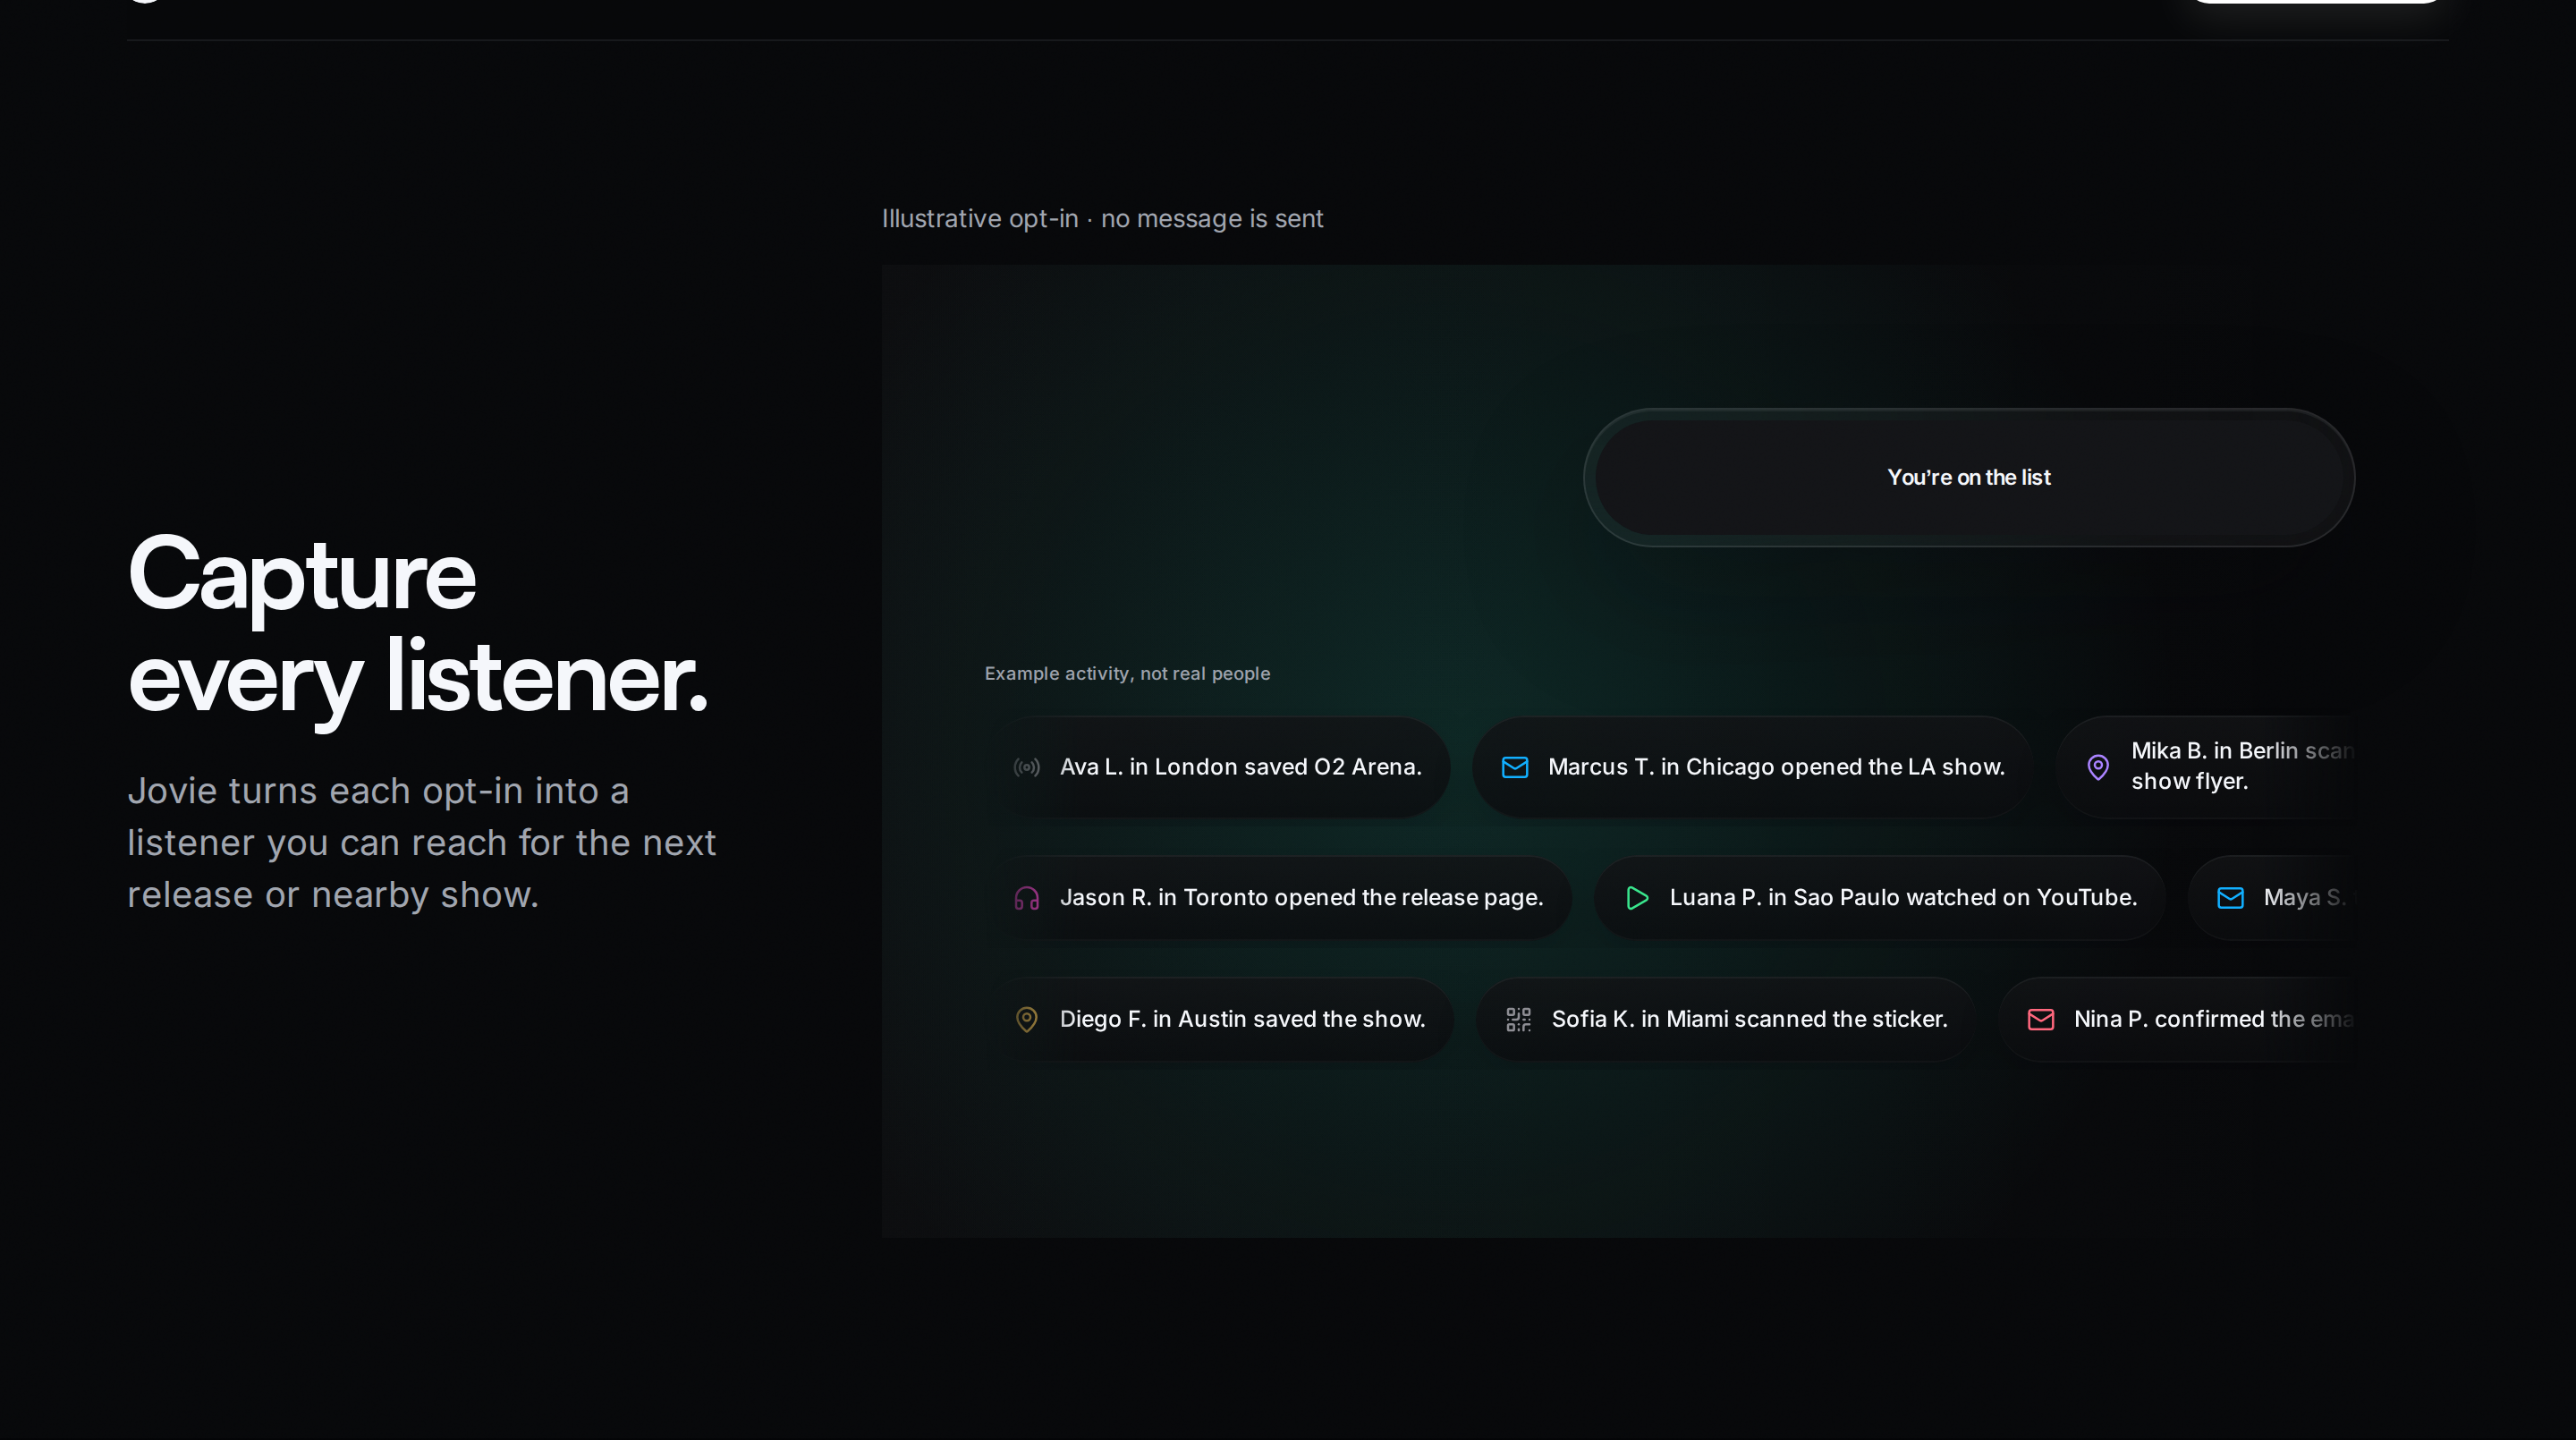 Illustrative opt-in · no message is sent
You’re on the list
Capture
every listener.
Jovie turns each opt-in into a
listener you can reach for the next
release or nearby show.
Example activity, not real people
Ava L. in London saved O2 Arena.
Marcus T. in Chicago opened the LA show.
Mika B. in Berlin
show flyer.
Jason R. in Toronto opened the release page.
Luana P. in Sao Paulo watched on YouTube.
Maya S.
Diego F. in Austin saved the show.
Sofia K. in Miami scanned the sticker.
Nina P. confirmed the